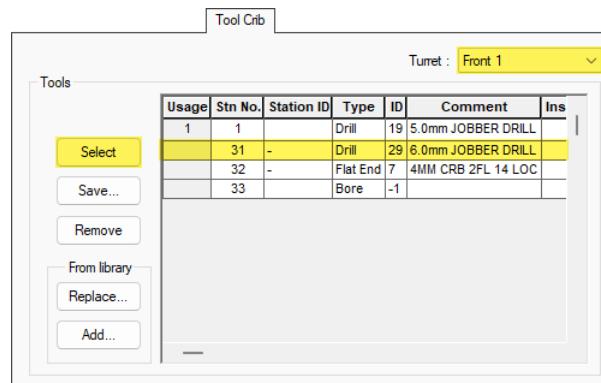 Tool Crib
Turret : Front 1
Tools
Usage Stn No. Station ID Type ID Comment Ins
1 1 Drill 19 5.0mm JOBBER DRILL
31 - Drill 29 6.0mm JOBBER DRILL
32 - Flat End 7 4MM CRB 2FL 14 LOC
33 Bore -1
Select
Save...
Remove
From library
Replace...
Add...